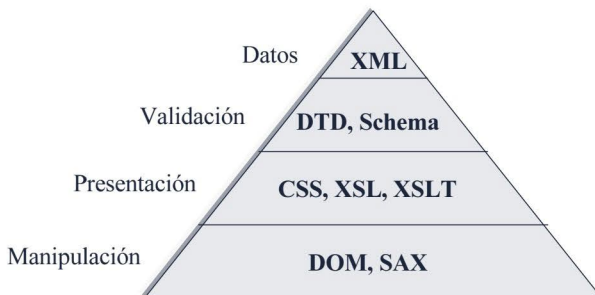 Datos
XML
Validación
DTD, Schema
Presentación
CSS, XSL, XSLT
Manipulación
DOM, SAX